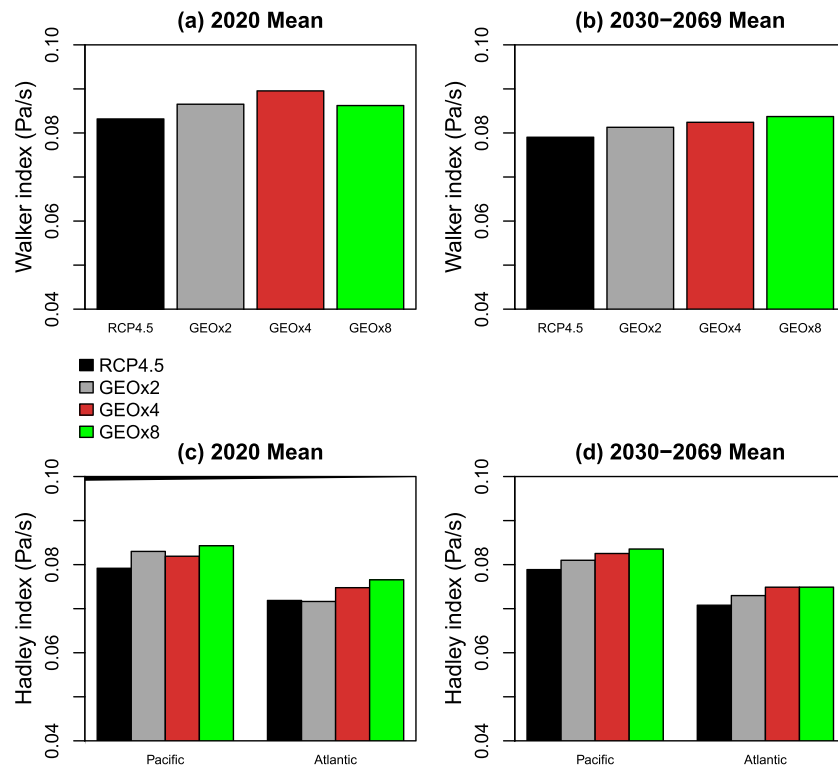 (a) 2020 Mean
Walker index (Pa/s)
0.04 0.06 0.08 0.10
RCP4.5 GEOx2 GEOx4 GEOx8
(b) 2030−2069 Mean
Walker index (Pa/s)
0.04 0.06 0.08 0.10
RCP4.5 GEOx2 GEOx4 GEOx8
RCP4.5
GEOx2
GEOx4
GEOx8
(c) 2020 Mean
Hadley index (Pa/s)
0.04 0.06 0.08 0.10
Pacific Atlantic
(d) 2030−2069 Mean
Hadley index (Pa/s)
0.04 0.06 0.08 0.10
Pacific Atlantic